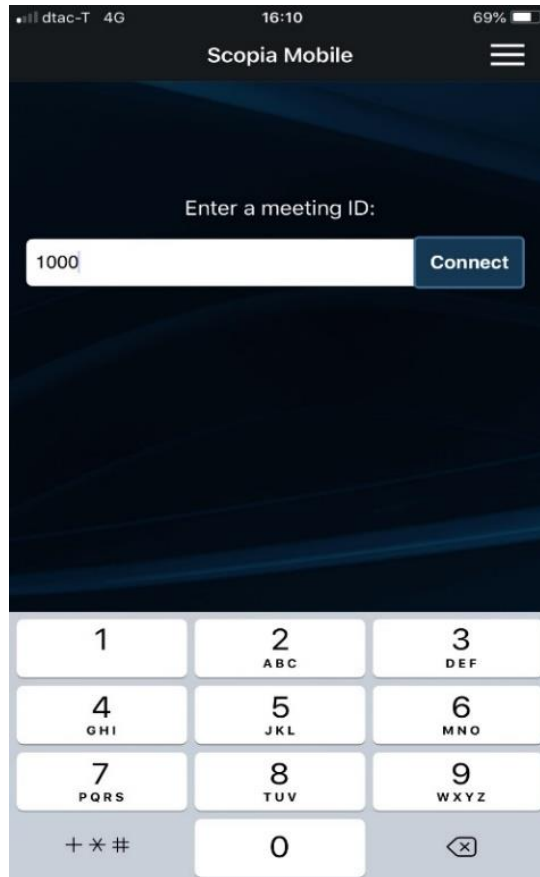 dtac-T 4G 16:10 69%
Scopia Mobile
Enter a meeting ID:
1000 Connect
1 2 3
ABC DEF
4 5 6
GHI JKL MNO
7 8 9
PQRS TUV WXYZ
+*# 0